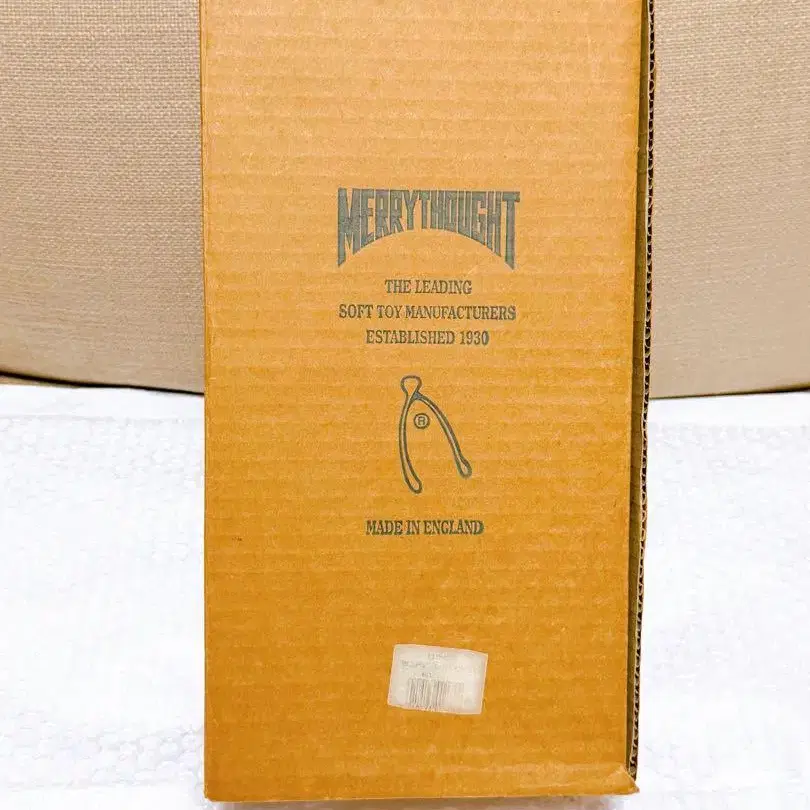 MERRYTHOUGHT
THE LEADING
SOFT TOY MANUFACTURERS
ESTABLISHED 1930
®
MADE IN ENGLAND